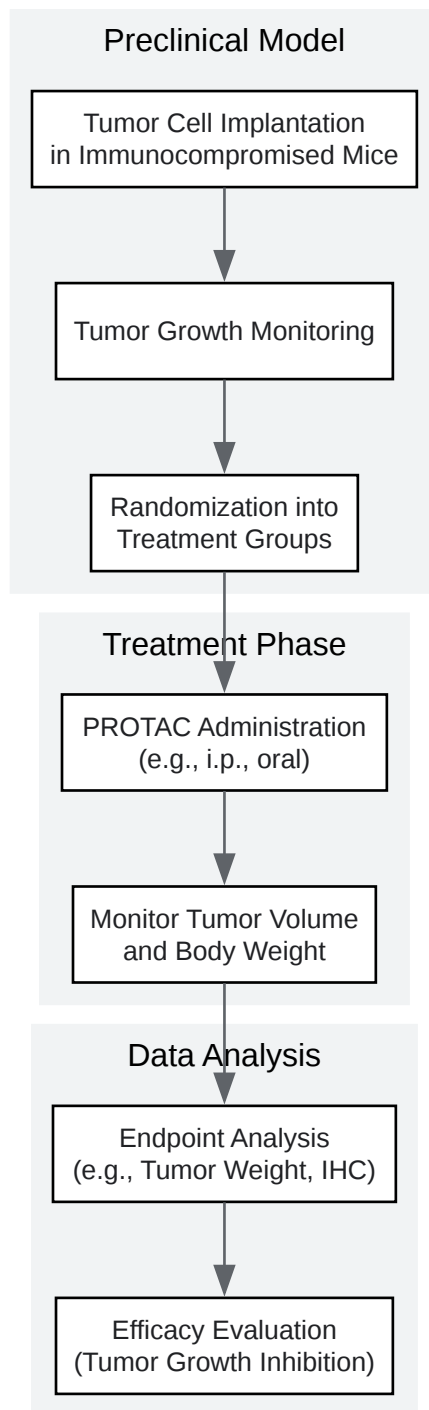 Preclinical Model
Tumor Cell Implantation
in Immunocompromised Mice
Tumor Growth Monitoring
Randomization into
Treatment Groups
Treatment Phase
PROTAC Administration
(e.g., i.p., oral)
Monitor Tumor Volume
and Body Weight
Data Analysis
Endpoint Analysis
(e.g., Tumor Weight, IHC)
Efficacy Evaluation
(Tumor Growth Inhibition)